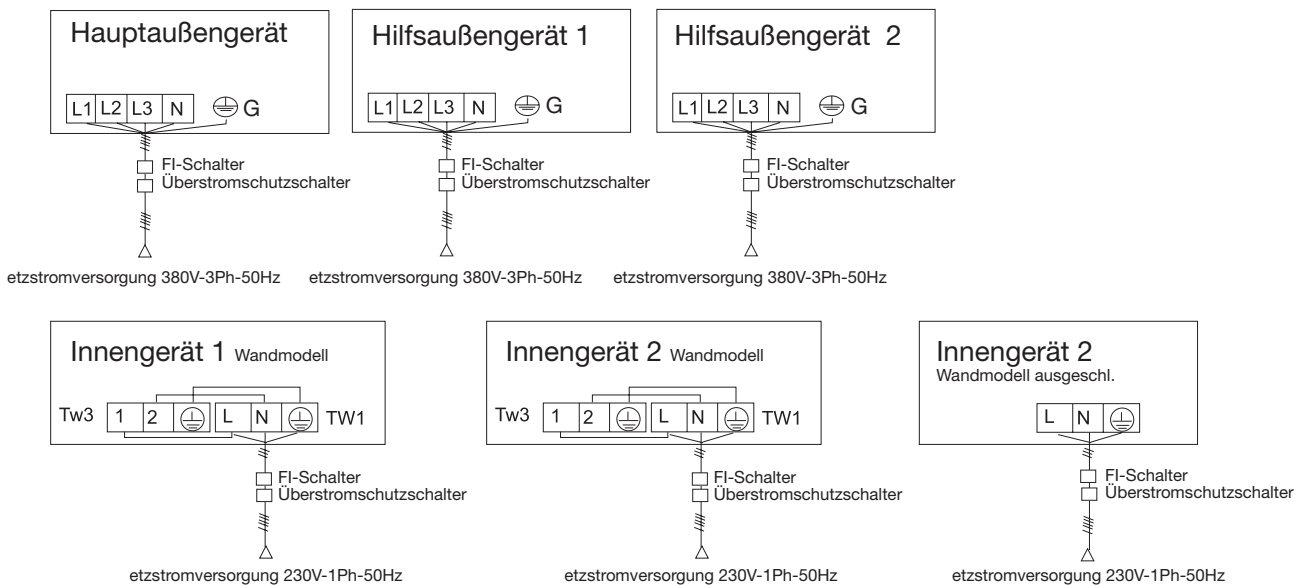 Hauptaußengerät
L1 L2 L3 N G
FI-Schalter
Überstromschutzschalter
etzstromversorgung 380V-3Ph-50Hz
Hilfsaußengerät 1
L1 L2 L3 N G
FI-Schalter
Überstromschutzschalter
etzstromversorgung 380V-3Ph-50Hz
Hilfsaußengerät 2
L1 L2 L3 N G
FI-Schalter
Überstromschutzschalter
etzstromversorgung 380V-3Ph-50Hz
Innengerät 1 Wandmodell
Tw3 1 2 L N TW1
FI-Schalter
Überstromschutzschalter
etzstromversorgung 230V-1Ph-50Hz
Innengerät 2 Wandmodell
Tw3 1 2 L N TW1
FI-Schalter
Überstromschutzschalter
etzstromversorgung 230V-1Ph-50Hz
Innengerät 2
Wandmodell ausgeschl.
L N
FI-Schalter
Überstromschutzschalter
etzstromversorgung 230V-1Ph-50Hz